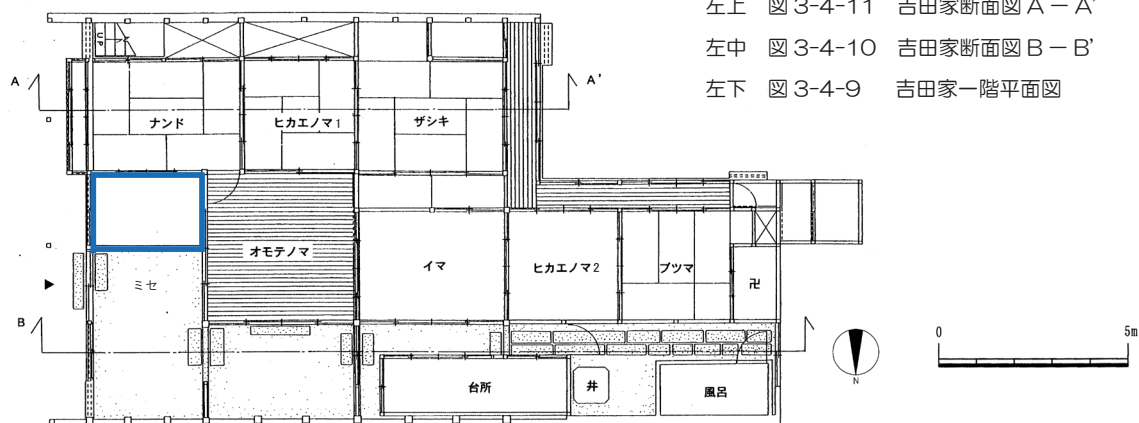 左上 図3-4-11 吉田家断面図A－A'
左中 図3-4-10 吉田家断面図B－B'
左下 図3-4-9 吉田家一階平面図
UP
A
A'
ナンド
ヒカエノマ1
ザシキ
オモテノマ
イマ
ヒカエノマ2
ブツマ
卍
ミセ
B
台所
井
風呂
N
0
5m